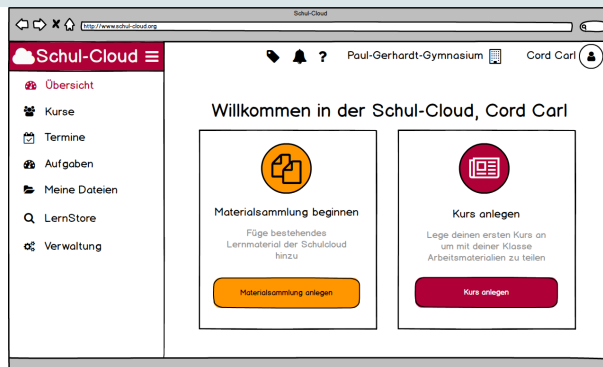 Schul-Cloud
http://www.schul-cloud.org
Schul-Cloud
? Paul-Gerhardt-Gymnasium Cord Carl
Übersicht
Kurse
Termine
Aufgaben
Meine Dateien
LernStore
Verwaltung
Willkommen in der Schul-Cloud, Cord Carl
Materialsammlung beginnen
Füge bestehendes
Lernmaterial der Schulcloud
hinzu
Materialsammlung anlegen
Kurs anlegen
Lege deinen ersten Kurs an
um mit deiner Klasse
Arbeitsmaterialien zu teilen
Kurs anlegen